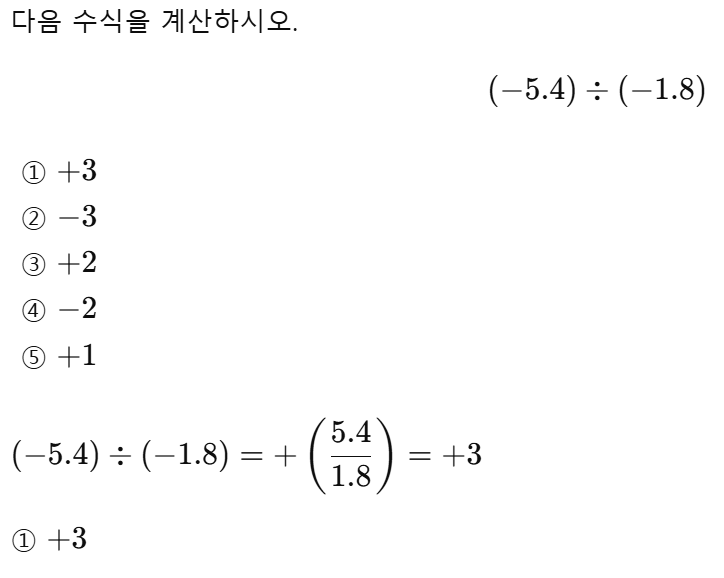 다음 수식을 계산하시오.
(−5.4) ÷ (−1.8)
① +3
② −3
③ +2
④ −2
⑤ +1
(−5.4) ÷ (−1.8) = + (5.4/1.8) = +3
① +3